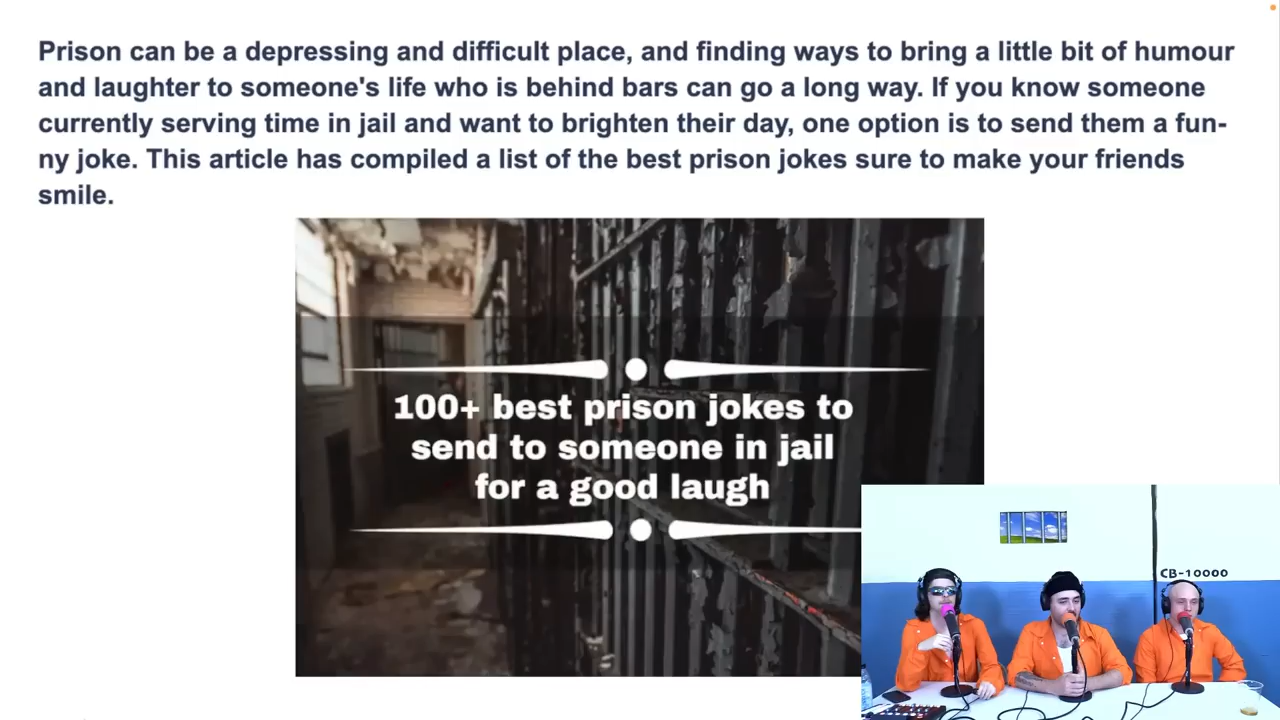 Prison can be a depressing and difficult place, and finding ways to bring a little bit of humour
and laughter to someone's life who is behind bars can go a long way. If you know someone
currently serving time in jail and want to brighten their day, one option is to send them a fun-
ny joke. This article has compiled a list of the best prison jokes sure to make your friends
smile.
100+ best prison jokes to
send to someone in jail
for a good laugh
CB-10000